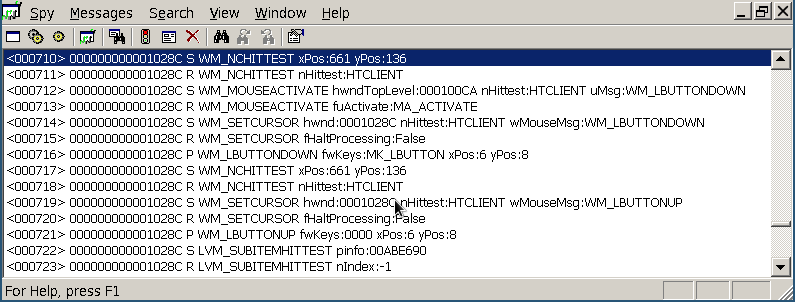 Spy Messages Search View Window Help
<000710> 000000000001028C S WM_NCHITTEST xPos:661 yPos:136
<000711> 000000000001028C R WM_NCHITTEST nHittest:HTCLIENT
<000712> 000000000001028C S WM_MOUSEACTIVATE hwndTopLevel:000100CA nHittest:HTCLIENT uMsg:WM_LBUTTONDOWN
<000713> 000000000001028C R WM_MOUSEACTIVATE fuActivate:MA_ACTIVATE
<000714> 000000000001028C S WM_SETCURSOR hwnd:0001028C nHittest:HTCLIENT wMouseMsg:WM_LBUTTONDOWN
<000715> 000000000001028C R WM_SETCURSOR fHaltProcessing:False
<000716> 000000000001028C P WM_LBUTTONDOWN fwKeys:MK_LBUTTON xPos:6 yPos:8
<000717> 000000000001028C S WM_NCHITTEST xPos:661 yPos:136
<000718> 000000000001028C R WM_NCHITTEST nHittest:HTCLIENT
<000719> 000000000001028C S WM_SETCURSOR hwnd:0001028C nHittest:HTCLIENT wMouseMsg:WM_LBUTTONUP
<000720> 000000000001028C R WM_SETCURSOR fHaltProcessing:False
<000721> 000000000001028C P WM_LBUTTONUP fwKeys:0000 xPos:6 yPos:8
<000722> 000000000001028C S LVM_SUBITEMHITTEST pinfo:00ABE690
<000723> 000000000001028C R LVM_SUBITEMHITTEST nIndex:-1
For Help, press F1